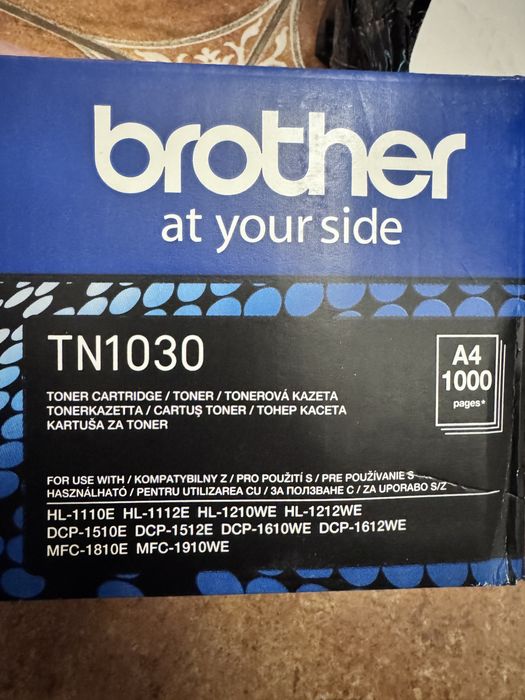 brother
at your side
TN1030
A4
1000
pages*
TONER CARTRIDGE / TONER / TONEROVÁ KAZETA
TONERKAZETTA / CARTUŞ TONER / ТОНЕР КАСЕТА
KARTUŠA ZA TONER
FOR USE WITH / KOMPATYBILNY Z / PRO POUŽITÍ S / PRE POUŽÍVANIE S
HASZNÁLHATÓ / PENTRU UTILIZAREA CU / ЗА ПОЛЗВАНЕ С / ZA UPORABO S/Z
HL-1110E HL-1112E HL-1210WE HL-1212WE
DCP-1510E DCP-1512E DCP-1610WE DCP-1612WE
MFC-1810E MFC-1910WE